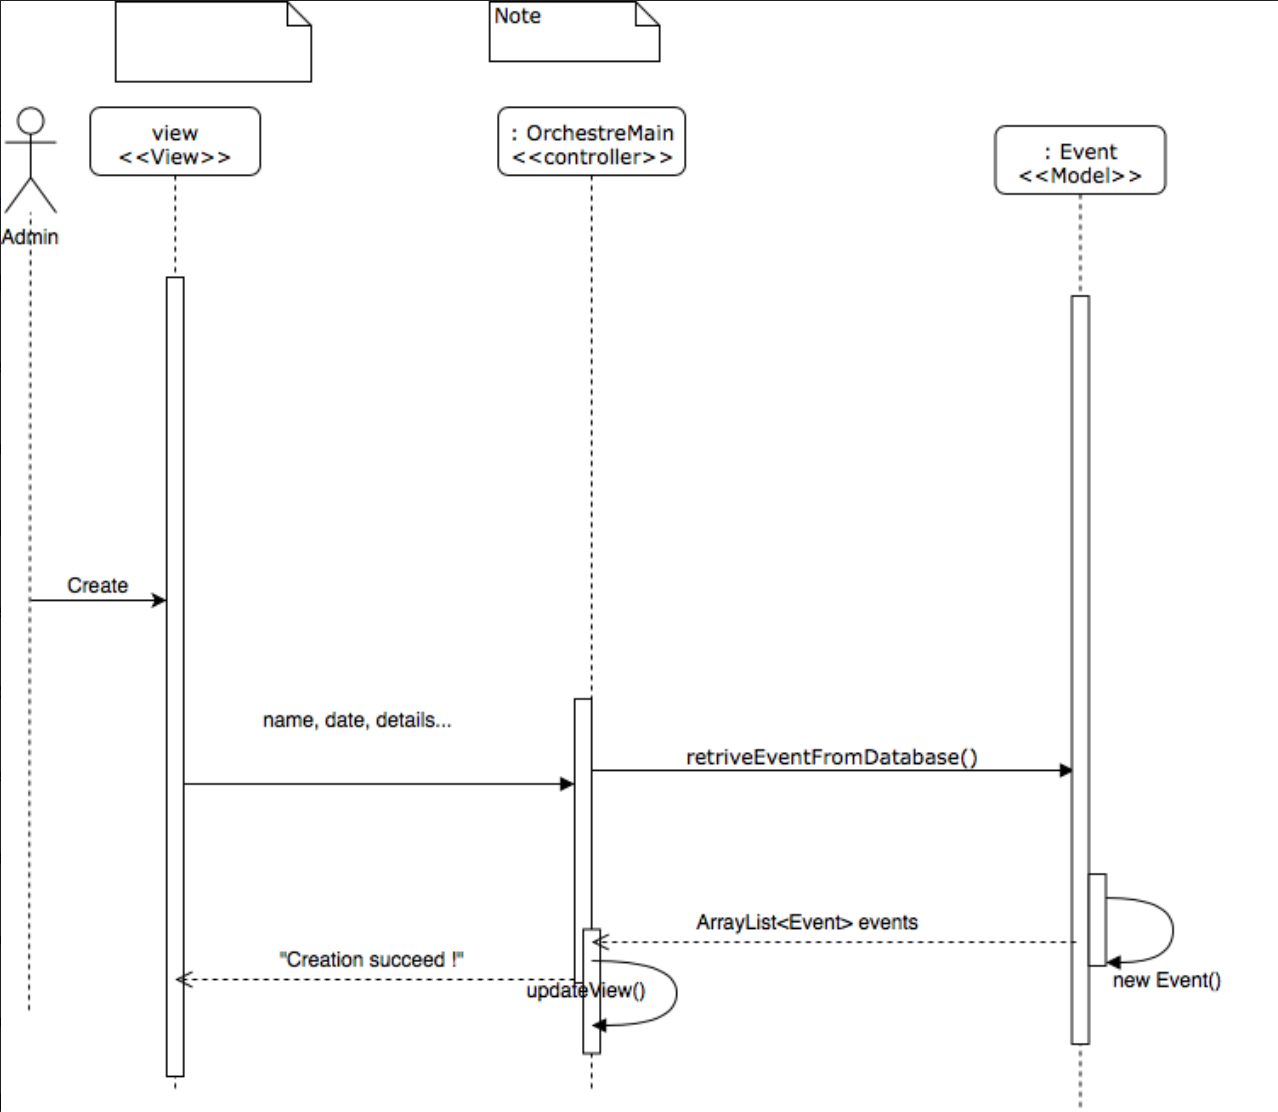 Note
view
<<View>>
: OrchestreMain
<<controller>>
: Event
<<Model>>
Admin
Create
name, date, details...
retriveEventFromDatabase()
ArrayList<Event> events
"Creation succeed !"
updateView()
new Event()